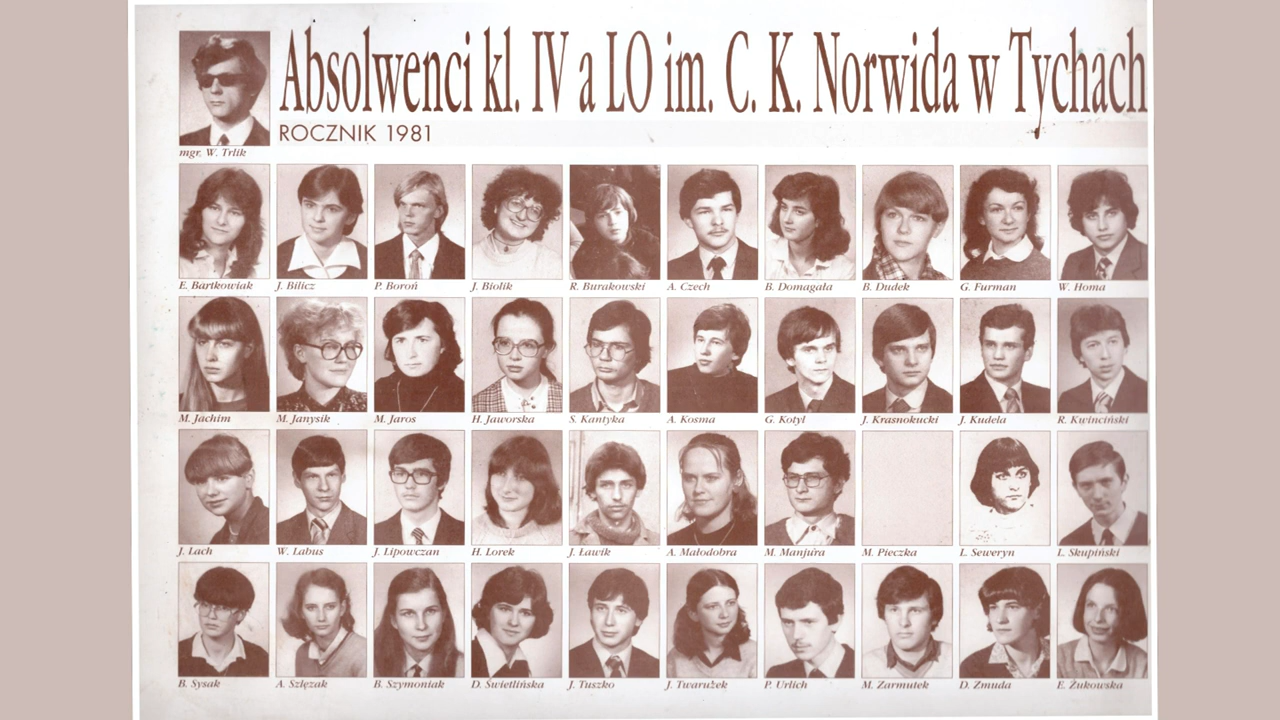 Absolwenci kl. IV a LO im. C. K. Norwida w Tychach
ROCZNIK 1981
mgr. W. Trlik
E. Bartkowiak J. Bilicz P. Boroń J. Biolik R. Burakowski A. Czech B. Domagała B. Dudek G. Furman W. Homa
M. Jachim M. Janysik M. Jaros H. Jaworska S. Kantyka A. Kosma G. Kotyl J. Krasnokucki J. Kudela R. Kwinciński
J. Lach W. Labus J. Lipowczan H. Lorek J. Ławik A. Małodobra M. Manjura M. Pieczka L. Seweryn L. Skupiński
B. Sysak A. Szlęzak B. Szymoniak D. Świetlińska J. Tuszko J. Twarużek P. Urlich M. Zarmutek D. Żmuda E. Żukowska